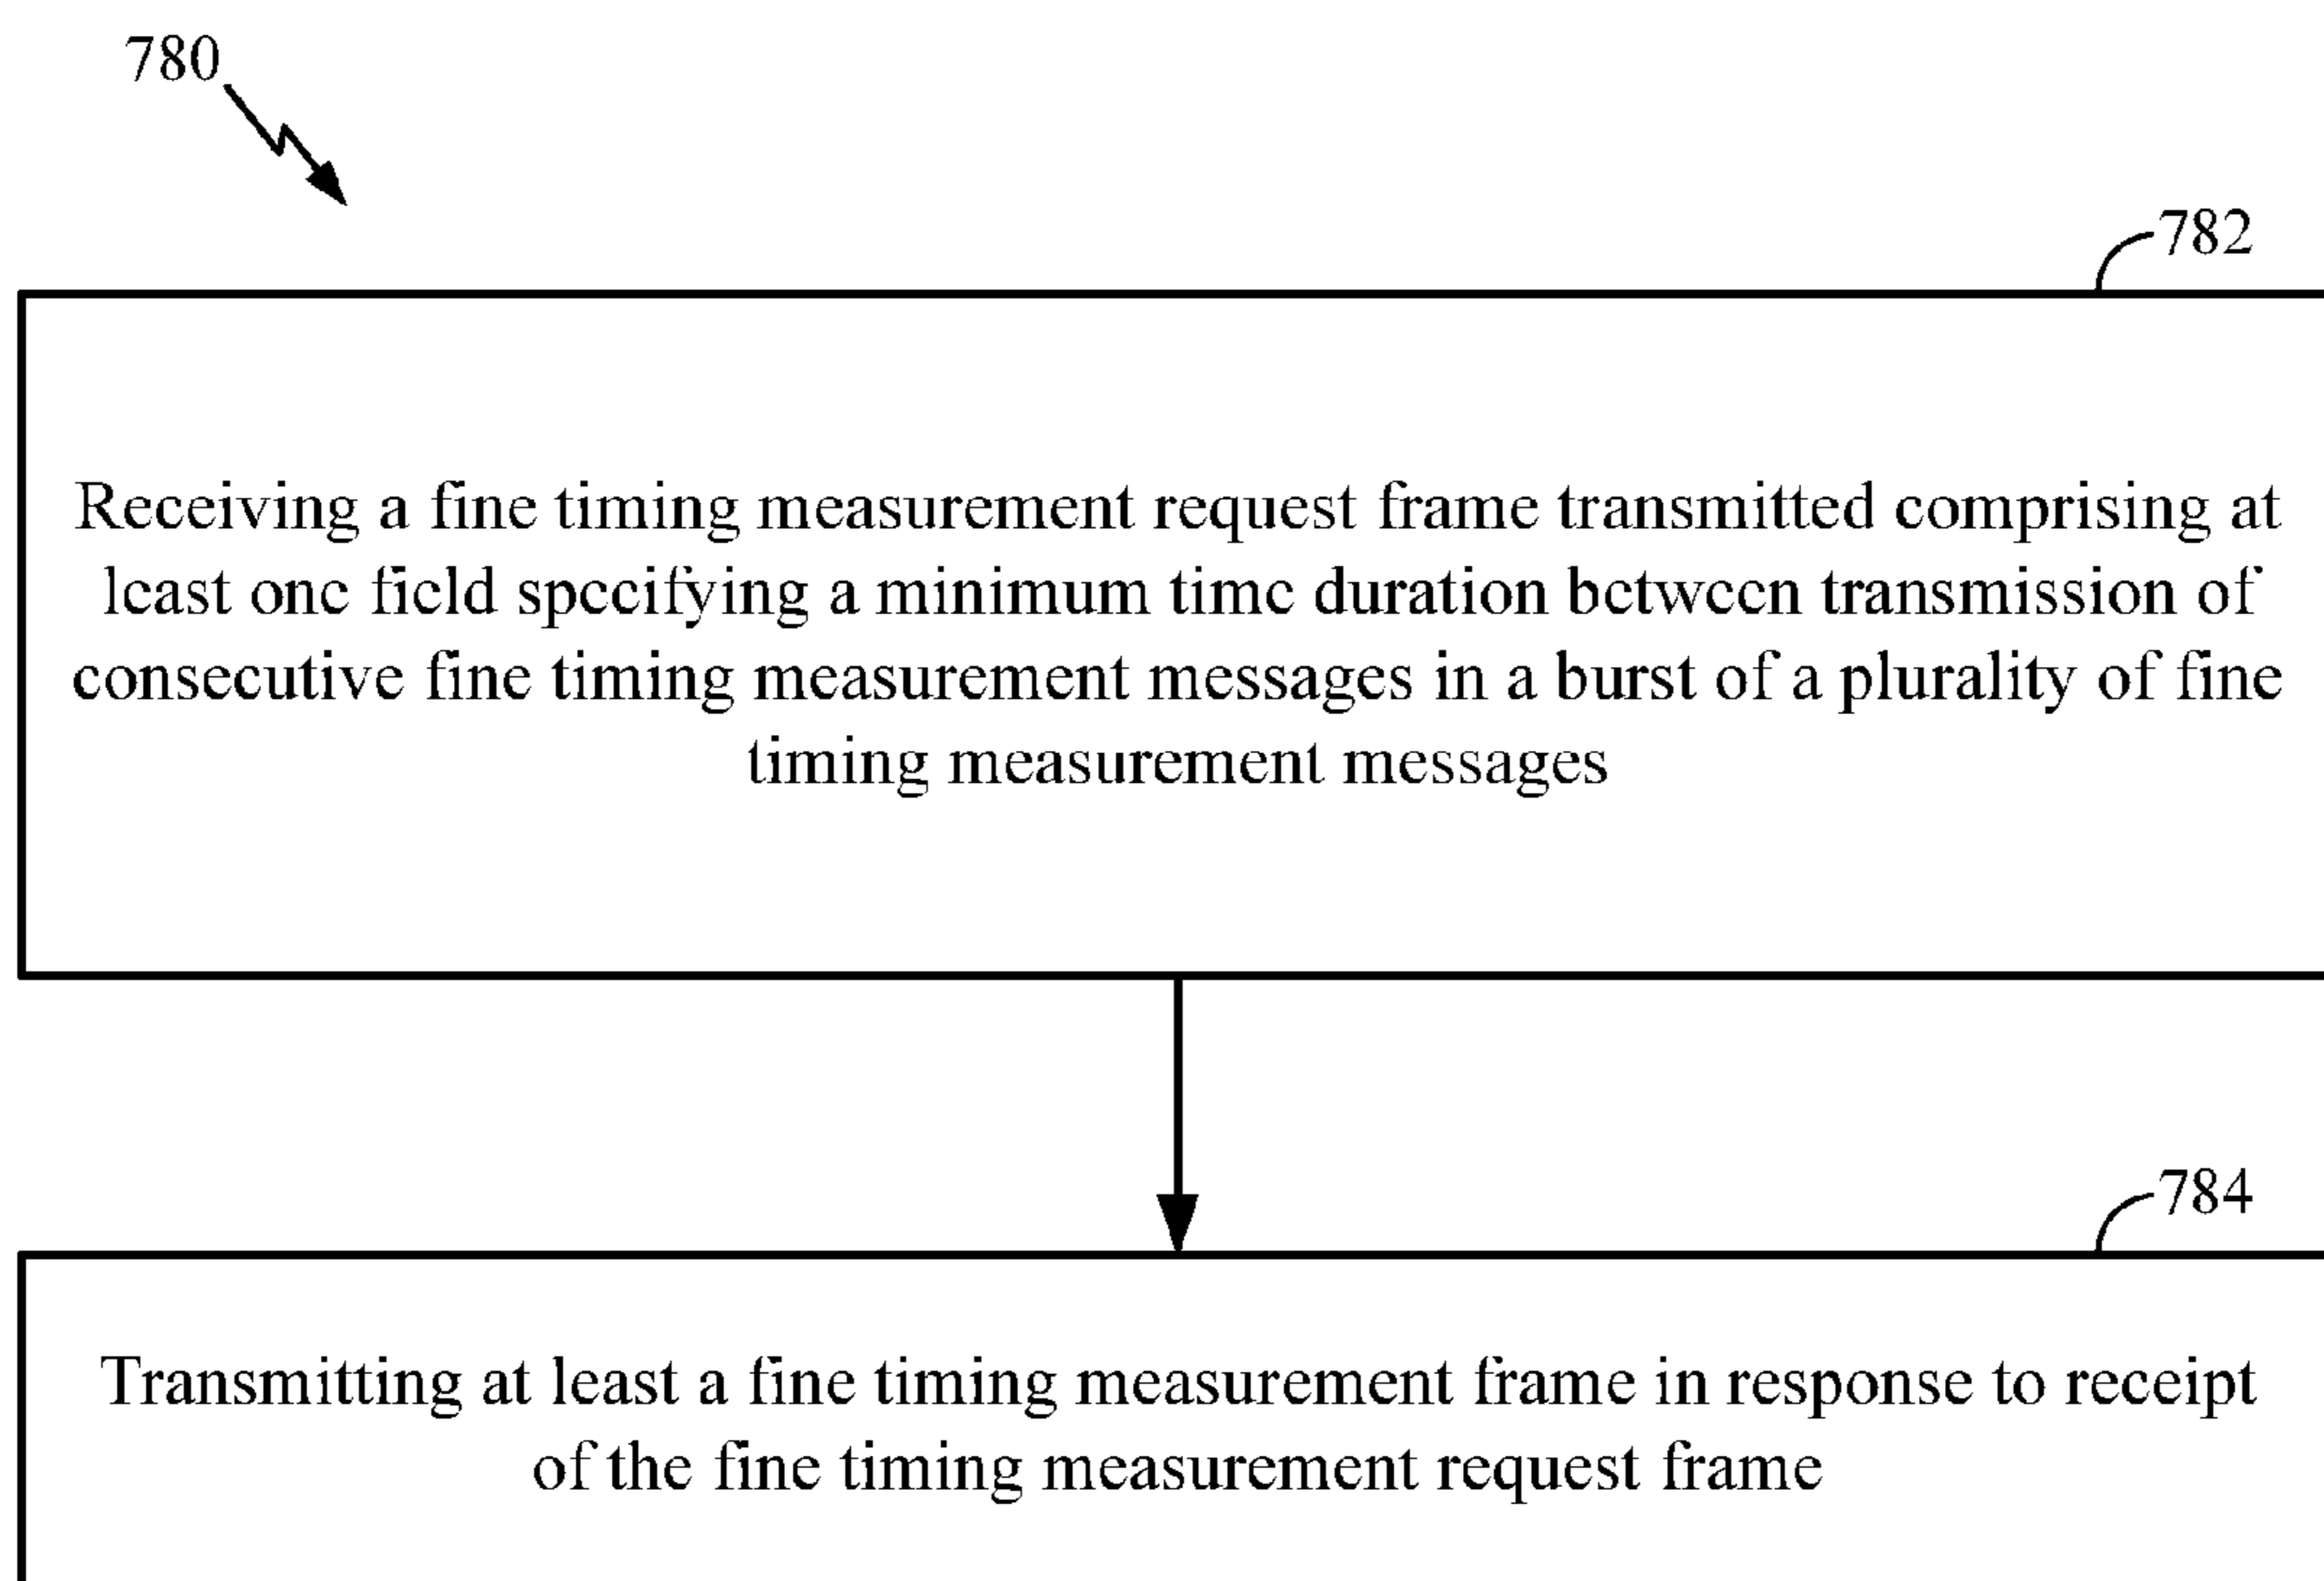 780
782
Receiving a fine timing measurement request frame transmitted comprising at
least one field specifying a minimum time duration between transmission of
consecutive fine timing measurement messages in a burst of a plurality of fine
timing measurement messages
784
Transmitting at least a fine timing measurement frame in response to receipt
of the fine timing measurement request frame